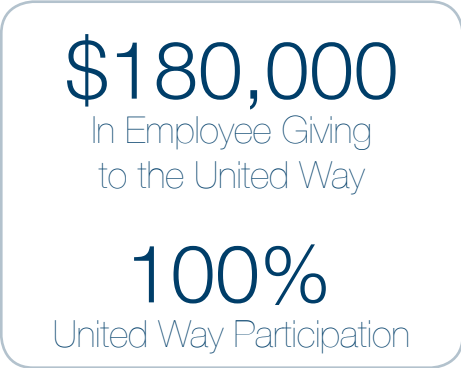 $180,000
In Employee Giving
to the United Way
100%
United Way Participation